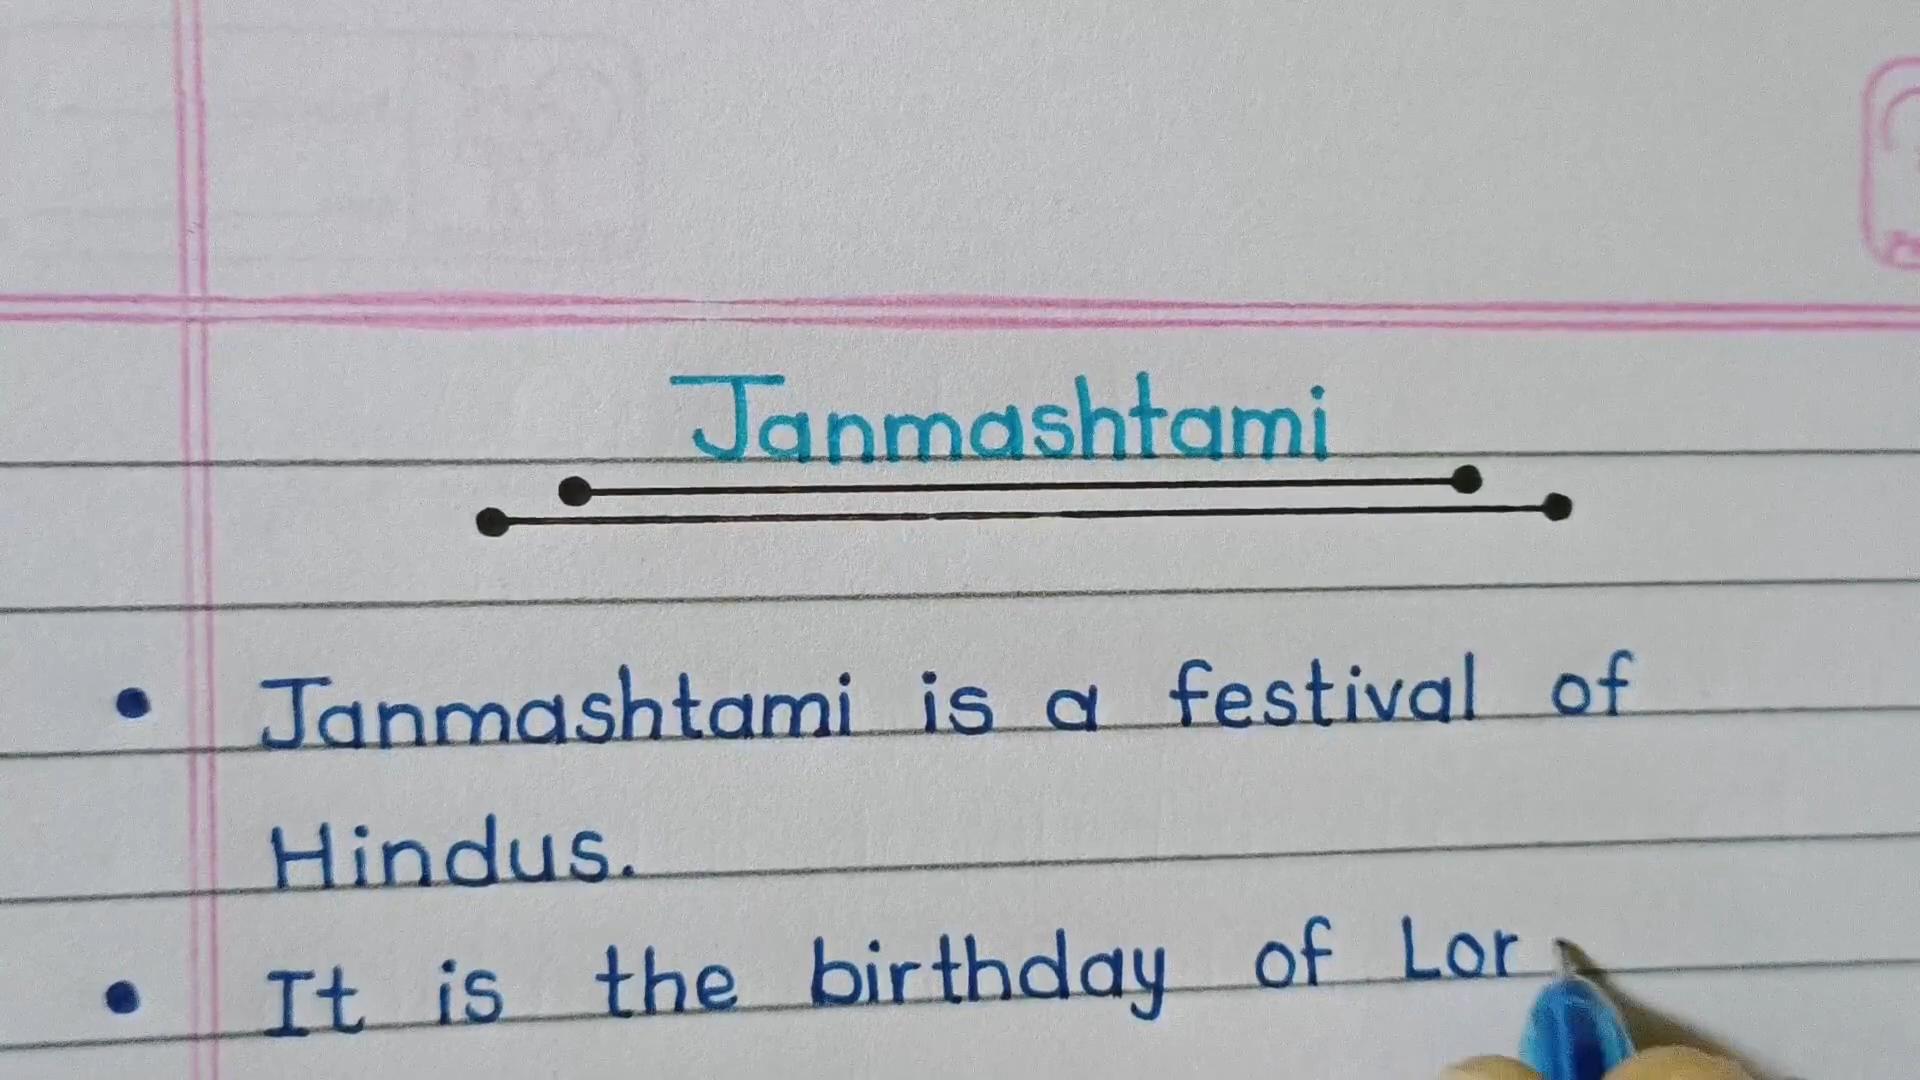 Janmashtami
• Janmashtami is a festival of
Hindus.
• It is the birthday of Lor